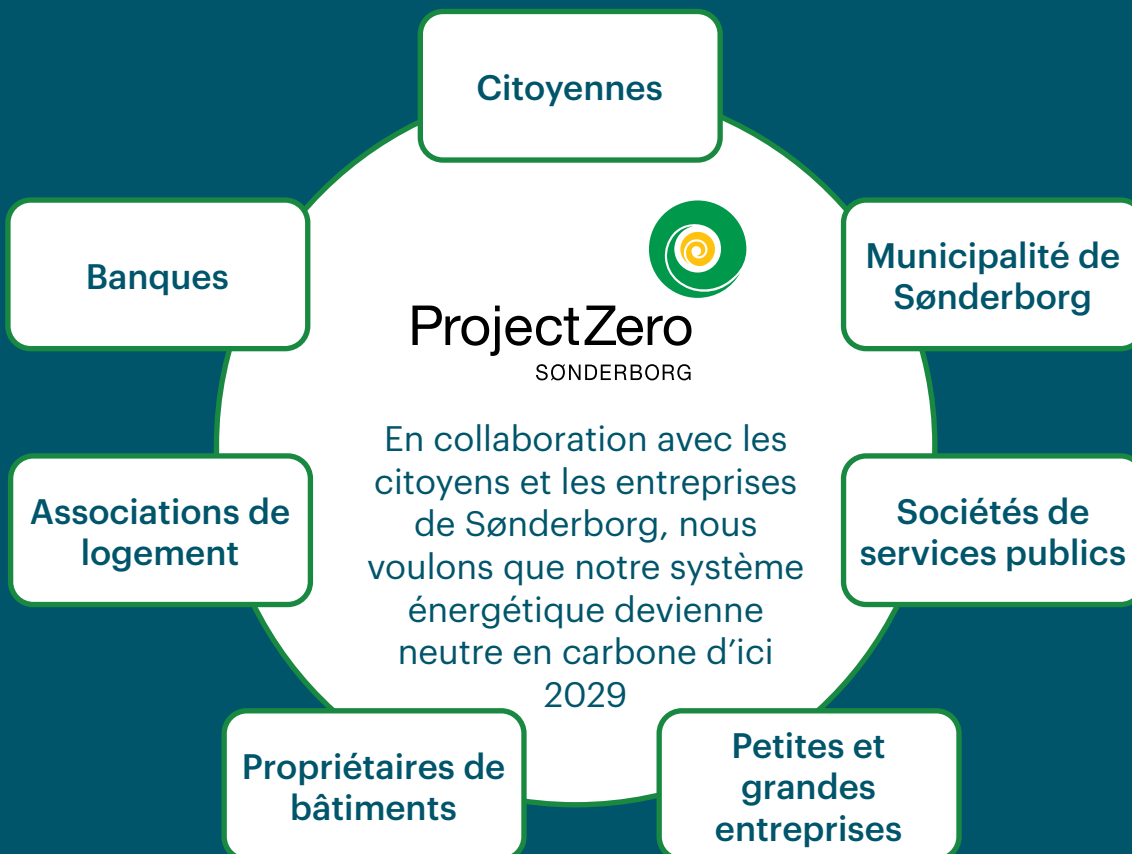 Citoyennes
Banques
Municipalité de
Sønderborg
ProjectZero
SØNDERBORG
En collaboration avec les
citoyens et les entreprises
de Sønderborg, nous
voulons que notre système
énergétique devienne
neutre en carbone d’ici
2029
Associations de
logement
Sociétés de
services publics
Propriétaires de
bâtiments
Petites et
grandes
entreprises